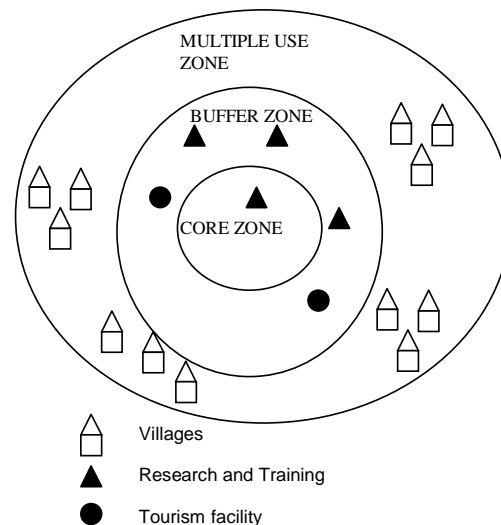 MULTIPLE USE
ZONE
BUFFER ZONE
CORE ZONE
Villages
Research and Training
Tourism facility